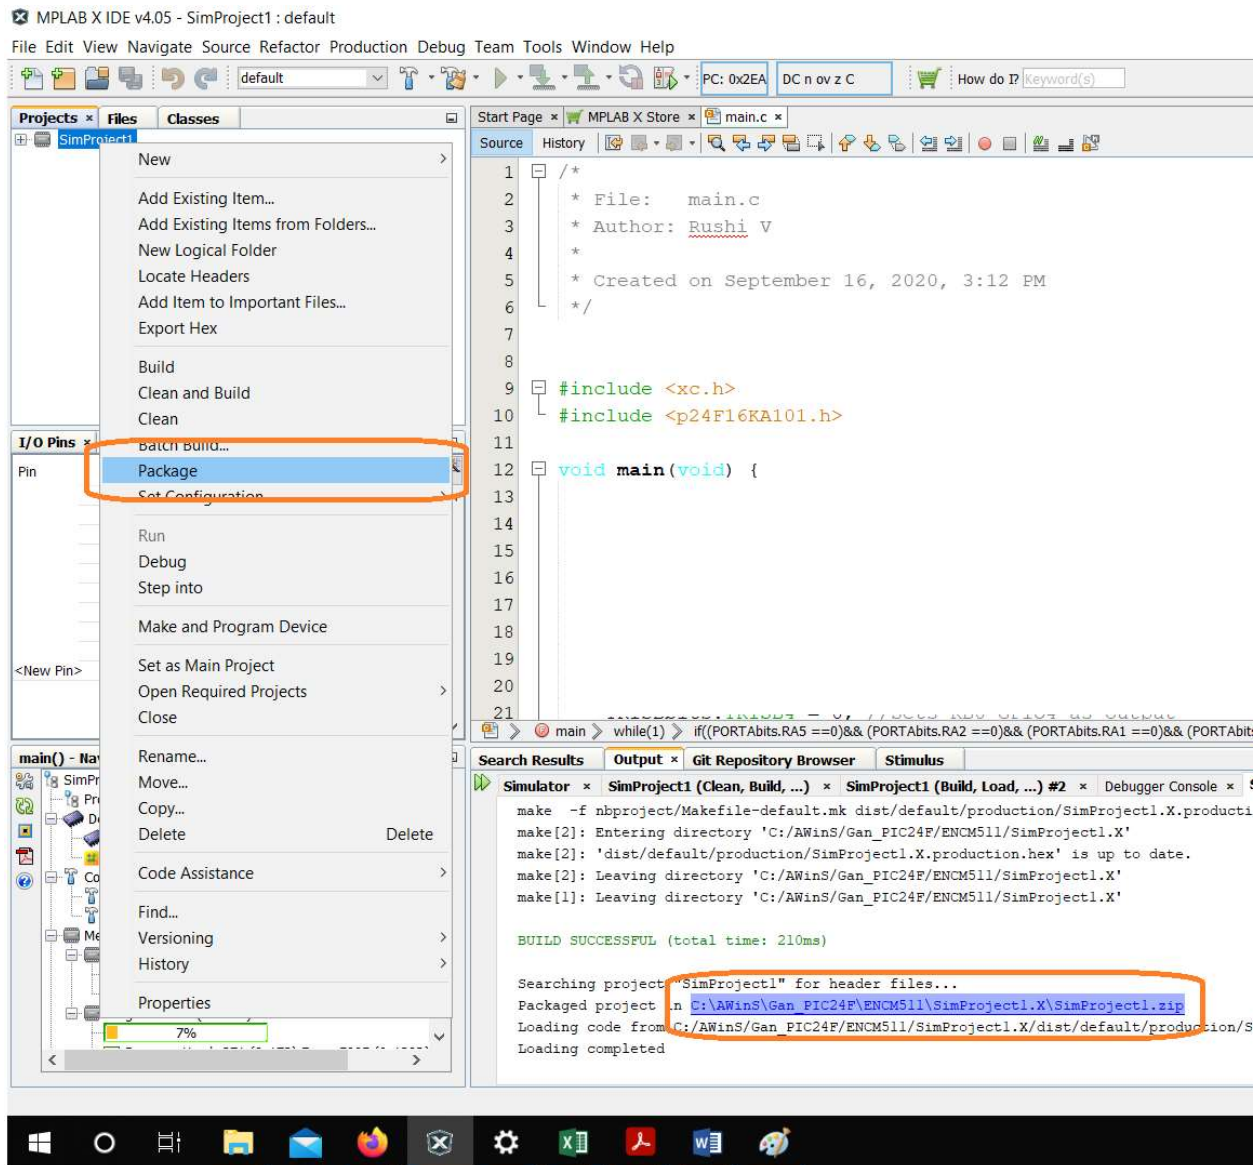 MPLAB X IDE v4.05 - SimProject1 : default
File Edit View Navigate Source Refactor Production Debug Team Tools Window Help
default PC: 0x2EA DC n ov z C How do I? Keyword(s)
Projects × Files Classes
SimProject1
New
Add Existing Item...
Add Existing Items from Folders...
New Logical Folder
Locate Headers
Add Item to Important Files...
Export Hex
Build
Clean and Build
Clean
Batch Build...
Package
Set Configuration
Run
Debug
Step into
Make and Program Device
Set as Main Project
Open Required Projects
Close
Rename...
Move...
Copy...
Delete Delete
Code Assistance
Find...
Versioning
History
Properties
I/O Pins ×
Pin
<New Pin>
main() - Na
SimPr
Pr
D
Co
Me
7%
Start Page × MPLAB X Store × main.c ×
Source History
1 /*
2 * File: main.c
3 * Author: Rushi V
4 *
5 * Created on September 16, 2020, 3:12 PM
6 */
7
8
9 #include <xc.h>
10 #include <p24F16KA101.h>
11
12 void main(void) {
13
14
15
16
17
18
19
20
21 TRISBbits.TRISB4 = 0; //Sets RB0 GPIO4 as output
main while(1) if((PORTAbits.RA5 ==0)&& (PORTAbits.RA2 ==0)&& (PORTAbits.RA1 ==0)&& (PORTAbits
Search Results Output × Git Repository Browser Stimulus
Simulator × SimProject1 (Clean, Build, ...) × SimProject1 (Build, Load, ...) #2 × Debugger Console × S
make -f nbproject/Makefile-default.mk dist/default/production/SimProject1.X.producti
make[2]: Entering directory 'C:/AWinS/Gan_PIC24F/ENCM511/SimProject1.X'
make[2]: 'dist/default/production/SimProject1.X.production.hex' is up to date.
make[2]: Leaving directory 'C:/AWinS/Gan_PIC24F/ENCM511/SimProject1.X'
make[1]: Leaving directory 'C:/AWinS/Gan_PIC24F/ENCM511/SimProject1.X'
BUILD SUCCESSFUL (total time: 210ms)
Searching project "SimProject1" for header files...
Packaged project in C:\AWinS\Gan_PIC24F\ENCM511\SimProject1.X\SimProject1.zip
Loading code from C:/AWinS/Gan_PIC24F/ENCM511/SimProject1.X/dist/default/production/S
Loading completed